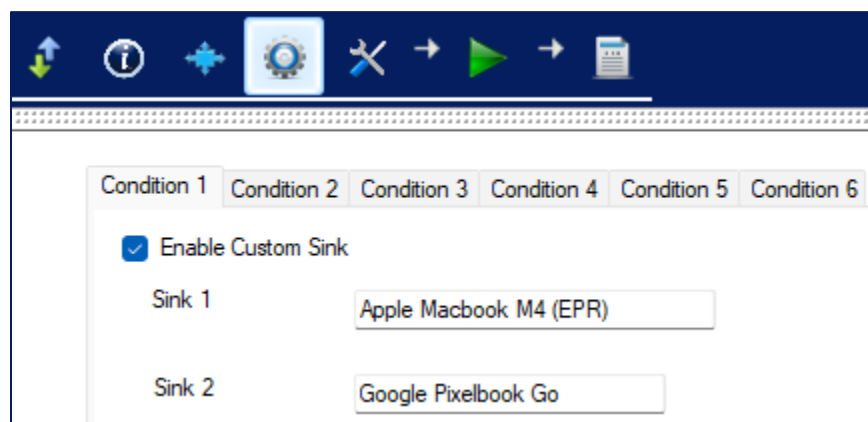 Condition 1 Condition 2 Condition 3 Condition 4 Condition 5 Condition 6
Enable Custom Sink
Sink 1 Apple Macbook M4 (EPR)
Sink 2 Google Pixelbook Go